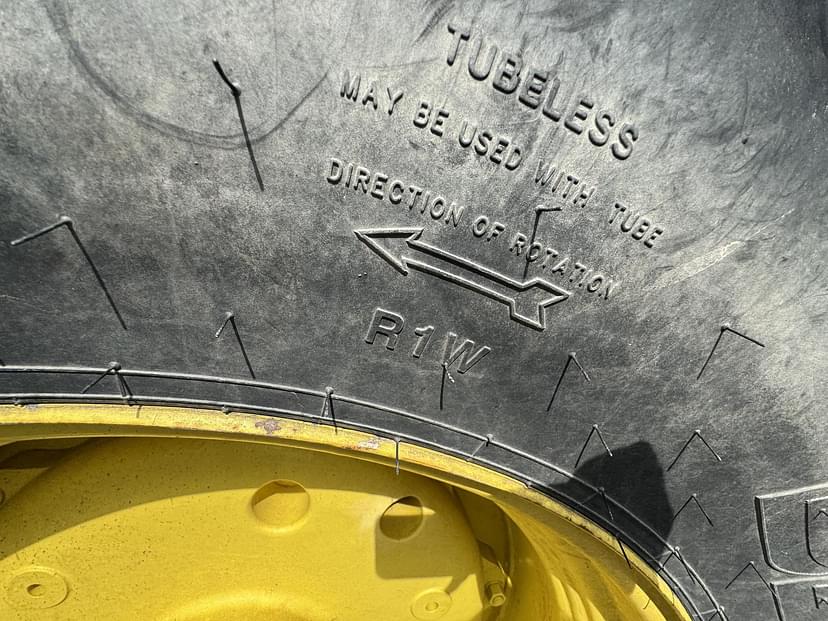 TUBELESS
MAY BE USED WITH TUBE
DIRECTION OF ROTATION
R1W